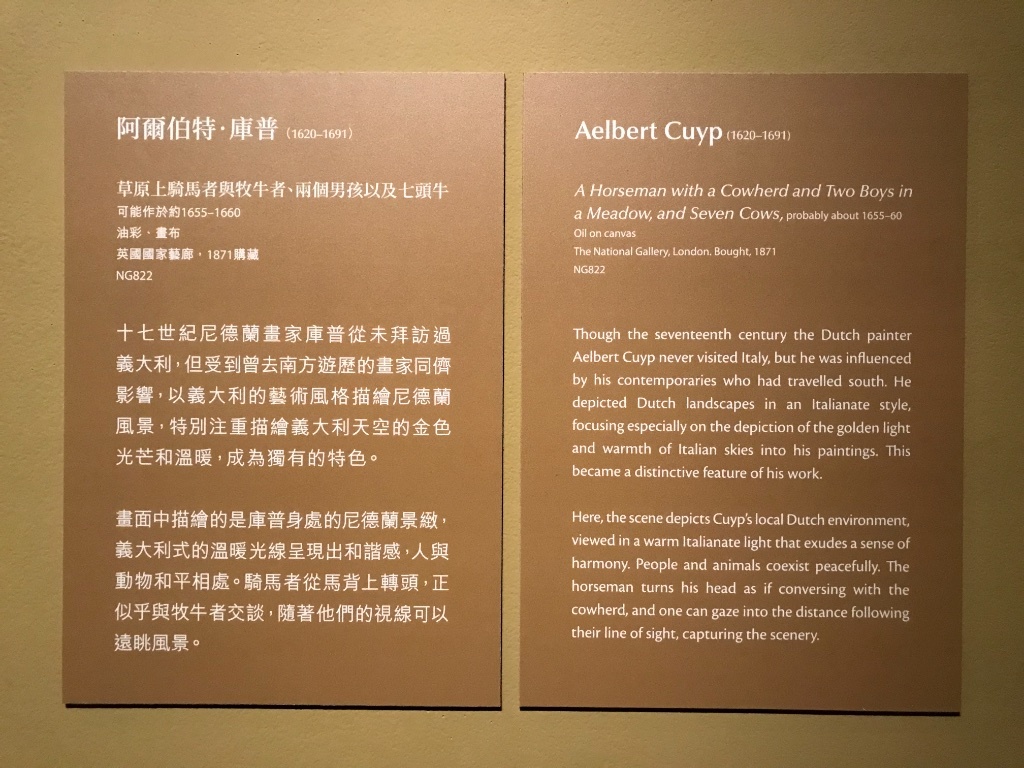 阿爾伯特·庫普（1620–1691）
草原上騎馬者與牧牛者、兩個男孩以及七頭牛
可能作於約1655–1660
油彩．畫布
英國國家藝廊，1871購藏
NG822
十七世紀尼德蘭畫家庫普從未拜訪過
義大利，但受到曾去南方遊歷的畫家同儕
影響，以義大利的藝術風格描繪尼德蘭
風景，特別注重描繪義大利天空的金色
光芒和溫暖，成為獨有的特色。
畫面中描繪的是庫普身處的尼德蘭景緻，
義大利式的溫暖光線呈現出和諧感，人與
動物和平相處。騎馬者從馬背上轉頭，正
似乎與牧牛者交談，隨著他們的視線可以
遠眺風景。
Aelbert Cuyp (1620–1691)
A Horseman with a Cowherd and Two Boys in
a Meadow, and Seven Cows, probably about 1655–60
Oil on canvas
The National Gallery, London. Bought, 1871
NG822
Though the seventeenth century the Dutch painter
Aelbert Cuyp never visited Italy, but he was influenced
by his contemporaries who had travelled south. He
depicted Dutch landscapes in an Italianate style,
focusing especially on the depiction of the golden light
and warmth of Italian skies into his paintings. This
became a distinctive feature of his work.
Here, the scene depicts Cuyp's local Dutch environment,
viewed in a warm Italianate light that exudes a sense of
harmony. People and animals coexist peacefully. The
horseman turns his head as if conversing with the
cowherd, and one can gaze into the distance following
their line of sight, capturing the scenery.